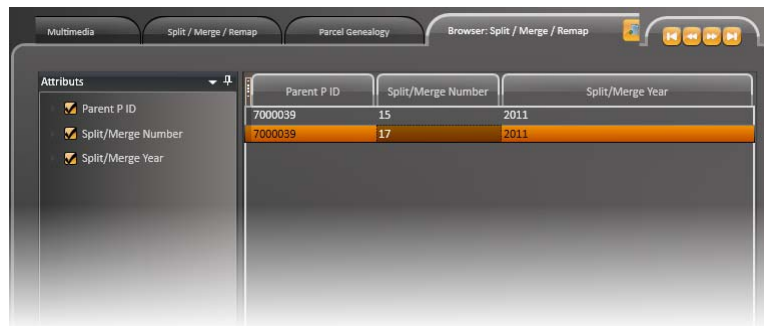 Multimedia Split / Merge / Remap Parcel Genealogy Browser: Split / Merge / Remap
Attributs
Parent P ID
Split/Merge Number
Split/Merge Year
Parent P ID Split/Merge Number Split/Merge Year
7000039 15 2011
7000039 17 2011